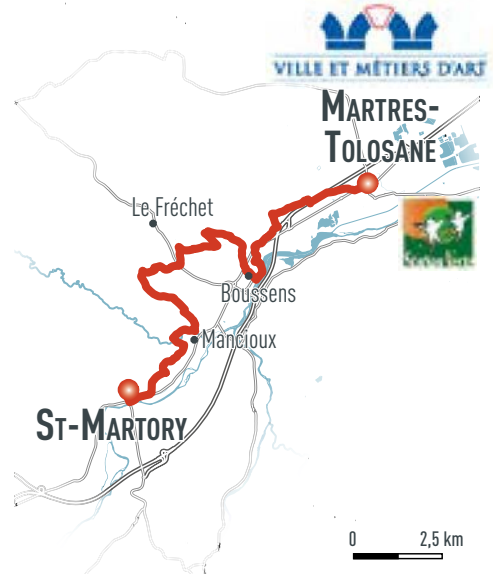 VILLE ET MÉTIERS D'ART
MARTRES-
TOLOSANE
Le Fréchet
Boussens
Mancioux
ST-MARTORY
0 2,5 km